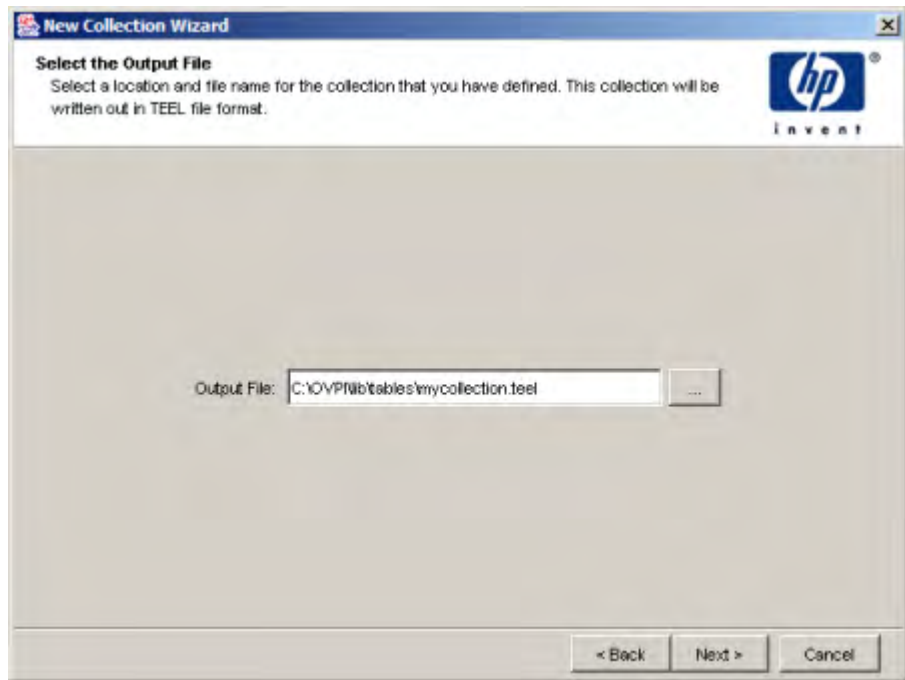 New Collection Wizard
Select the Output File
Select a location and file name for the collection that you have defined. This collection will be
written out in TEEL file format.
hp
®
invent
Output File: C:\OVPI\lib\tables\mycollection.teel ...
< Back Next > Cancel